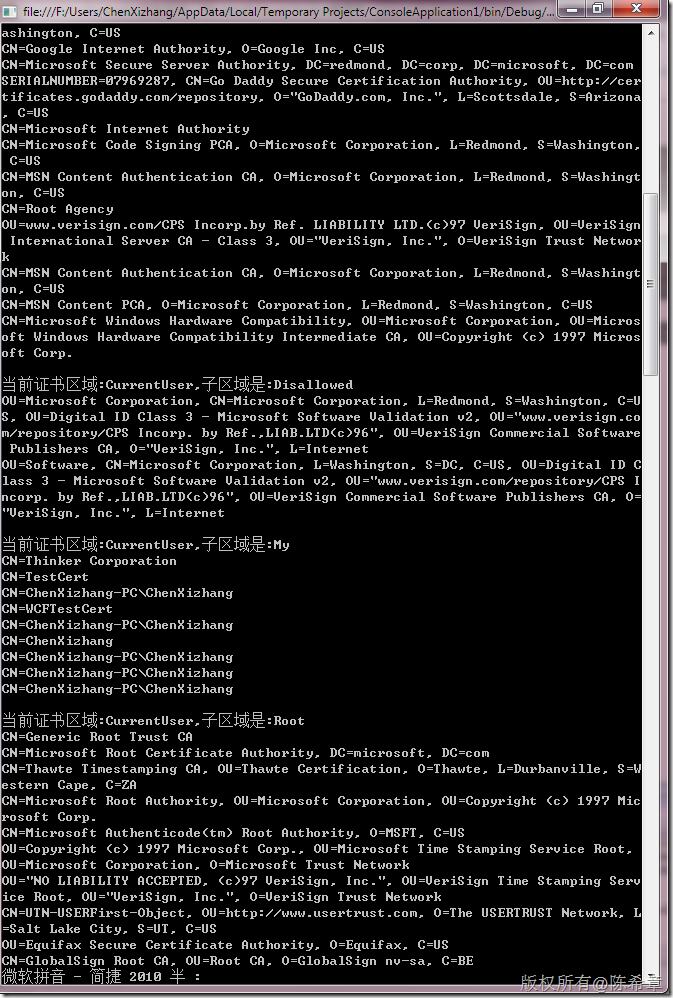 file:///F:/Users/ChenXizhang/AppData/Local/Temporary Projects/ConsoleApplication1/bin/Debug/...
ashington, C=US
CN=Google Internet Authority, O=Google Inc, C=US
CN=Microsoft Secure Server Authority, DC=redmond, DC=corp, DC=microsoft, DC=com
SERIALNUMBER=07969287, CN=Go Daddy Secure Certification Authority, OU=http://cer
tificates.godaddy.com/repository, O="GoDaddy.com, Inc.", L=Scottsdale, S=Arizona
, C=US
CN=Microsoft Internet Authority
CN=Microsoft Code Signing PCA, O=Microsoft Corporation, L=Redmond, S=Washington,
 C=US
CN=MSN Content Authentication CA, O=Microsoft Corporation, L=Redmond, S=Washingt
on, C=US
CN=Root Agency
OU=www.verisign.com/CPS Incorp.by Ref. LIABILITY LTD.(c)97 VeriSign, OU=VeriSign
 International Server CA - Class 3, OU="VeriSign, Inc.", O=VeriSign Trust Networ
k
CN=MSN Content Authentication CA, O=Microsoft Corporation, L=Redmond, S=Washingt
on, C=US
CN=MSN Content PCA, O=Microsoft Corporation, L=Redmond, S=Washington, C=US
CN=Microsoft Windows Hardware Compatibility, OU=Microsoft Corporation, OU=Micros
oft Windows Hardware Compatibility Intermediate CA, OU=Copyright (c) 1997 Micros
oft Corp.
当前证书区域:CurrentUser,子区域是:Disallowed
OU=Microsoft Corporation, CN=Microsoft Corporation, L=Redmond, S=Washington, C=U
S, OU=Digital ID Class 3 - Microsoft Software Validation v2, OU="www.verisign.co
m/repository/CPS Incorp. by Ref.,LIAB.LTD(c)96", OU=VeriSign Commercial Software
 Publishers CA, O="VeriSign, Inc.", L=Internet
OU=Software, CN=Microsoft Corporation, L=Washington, S=DC, C=US, OU=Digital ID C
lass 3 - Microsoft Software Validation v2, OU="www.verisign.com/repository/CPS I
ncorp. by Ref.,LIAB.LTD(c)96", OU=VeriSign Commercial Software Publishers CA, O=
"VeriSign, Inc.", L=Internet
当前证书区域:CurrentUser,子区域是:My
CN=Thinker Corporation
CN=TestCert
CN=ChenXizhang-PC\ChenXizhang
CN=WCFTestCert
CN=ChenXizhang-PC\ChenXizhang
CN=ChenXizhang
CN=ChenXizhang-PC\ChenXizhang
CN=ChenXizhang-PC\ChenXizhang
CN=ChenXizhang-PC\ChenXizhang
当前证书区域:CurrentUser,子区域是:Root
CN=Generic Root Trust CA
CN=Microsoft Root Certificate Authority, DC=microsoft, DC=com
CN=Thawte Timestamping CA, OU=Thawte Certification, O=Thawte, L=Durbanville, S=W
estern Cape, C=ZA
CN=Microsoft Root Authority, OU=Microsoft Corporation, OU=Copyright (c) 1997 Mic
rosoft Corp.
CN=Microsoft Authenticode(tm) Root Authority, O=MSFT, C=US
OU=Copyright (c) 1997 Microsoft Corp., OU=Microsoft Time Stamping Service Root,
OU=Microsoft Corporation, O=Microsoft Trust Network
OU="NO LIABILITY ACCEPTED, (c)97 VeriSign, Inc.", OU=VeriSign Time Stamping Serv
ice Root, OU="VeriSign, Inc.", O=VeriSign Trust Network
CN=UTN-USERFirst-Object, OU=http://www.usertrust.com, O=The USERTRUST Network, L
=Salt Lake City, S=UT, C=US
OU=Equifax Secure Certificate Authority, O=Equifax, C=US
CN=GlobalSign Root CA, OU=Root CA, O=GlobalSign nv-sa, C=BE
微软拼音 - 简捷 2010 半 :
版权所有@陈希章